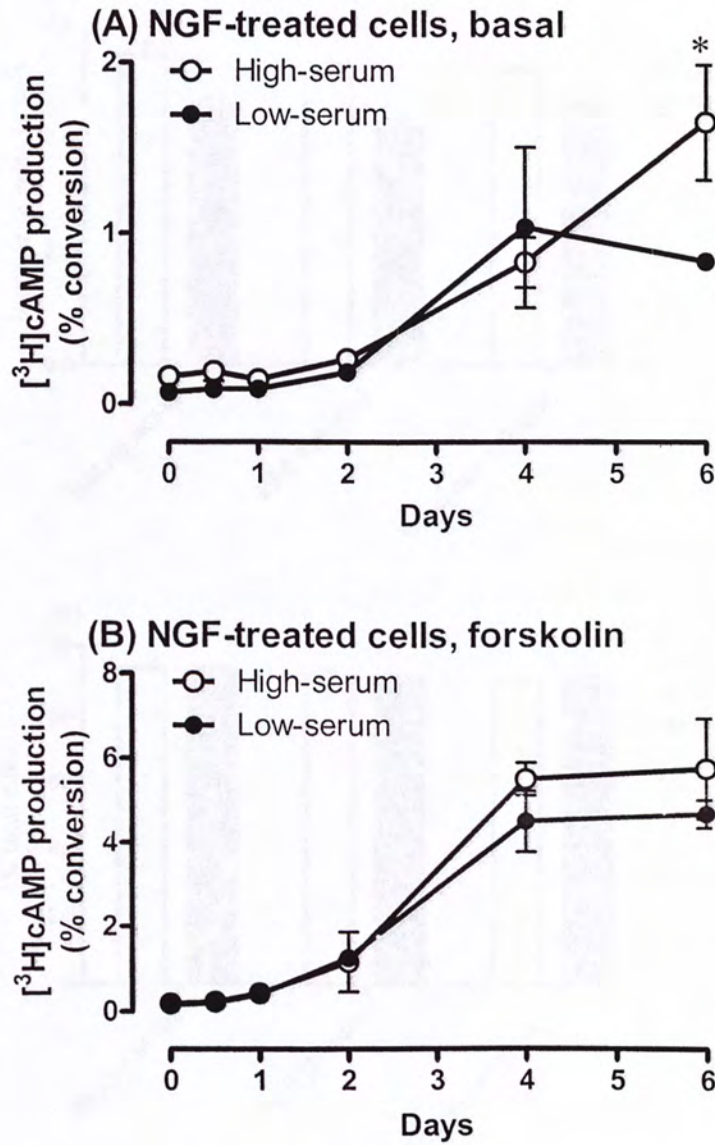 (A) NGF-treated cells, basal
*
High-serum
Low-serum
[³H]cAMP production
(% conversion)
2
1
0
0 1 2 3 4 5 6
Days
(B) NGF-treated cells, forskolin
High-serum
Low-serum
[³H]cAMP production
(% conversion)
8
6
4
2
0
0 1 2 3 4 5 6
Days